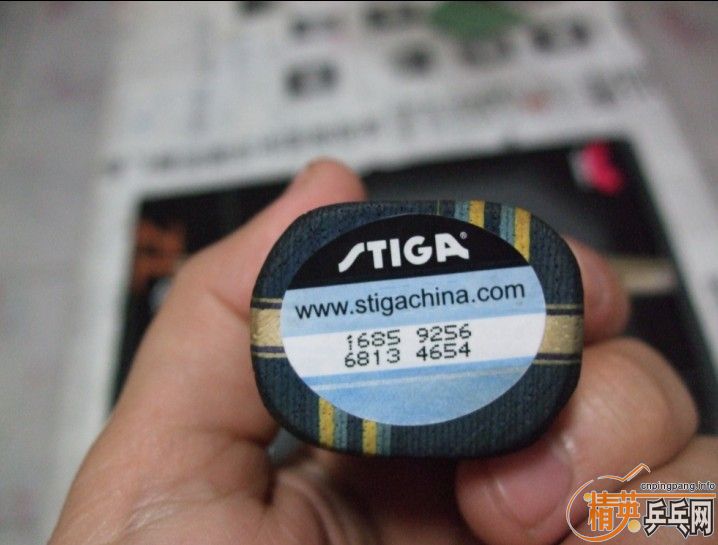 STIGA®
www.stigachina.com
1685 9256
6813 4654
cnpingpang.info
精英乒乓网